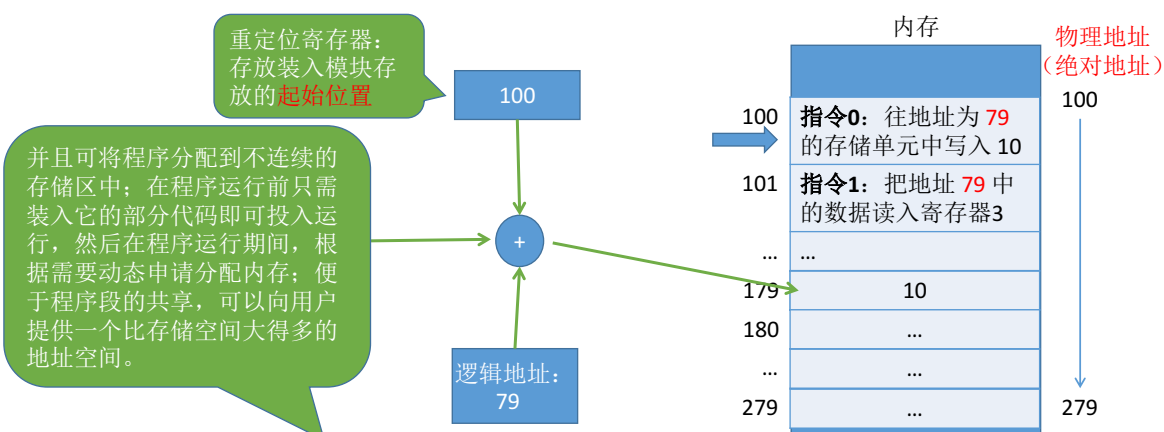 重定位寄存器：
存放装入模块存
放的起始位置
100
并且可将程序分配到不连续的
存储区中；在程序运行前只需
装入它的部分代码即可投入运
行，然后在程序运行期间，根
据需要动态申请分配内存；便
于程序段的共享，可以向用户
提供一个比存储空间大得多的
地址空间。
+
逻辑地址：
79
内存
物理地址
（绝对地址）
100
100
指令0：往地址为 79
的存储单元中写入 10
101
指令1：把地址 79 中
的数据读入寄存器3
...
...
179
10
180
...
...
...
279
...
279